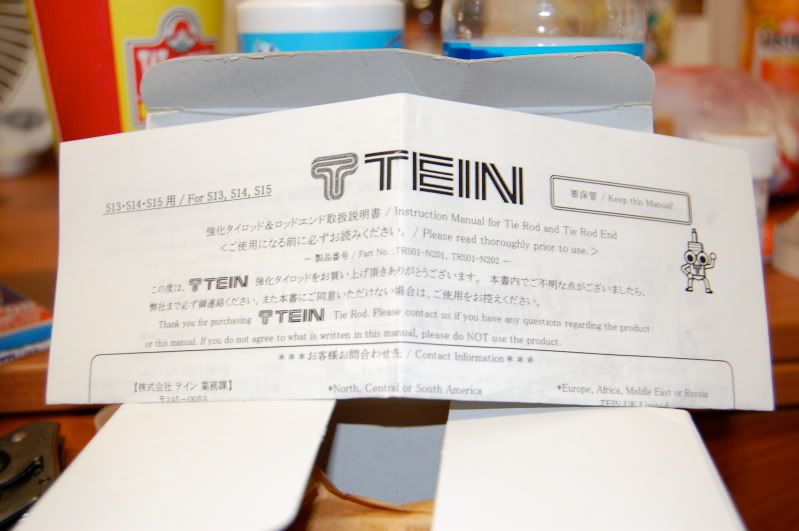 TEIN
S13・S14・S15 用 / For S13, S14, S15
要保管 / Keep this Manual!
強化タイロッド&ロッドエンド取扱説明書 / Instruction Manual for Tie Rod and Tie Rod End
<ご使用になる前に必ずお読みください。 / Please read thoroughly prior to use.>
− 製品番号 / Part No.: TRS01-N201, TRS01-N202 −
この度は、TEIN 強化タイロッドをお買い上げ頂きありがとうございます。 本書内でご不明な点がございましたら、
弊社まで必ず御連絡ください。また本書にご同意いただけない場合は、ご使用をお控えください。
Thank you for purchasing TEIN Tie Rod. Please contact us if you have any questions regarding the product
or this manual. If you do not agree to what is written in this manual, please do NOT use the product.
***お客様お問合わせ先 / Contact Information***
【株式会社 テイン 業務課】
*North, Central or South America
*Europe, Africa, Middle East or Russia
〒245-0053
TEIN UK Limited